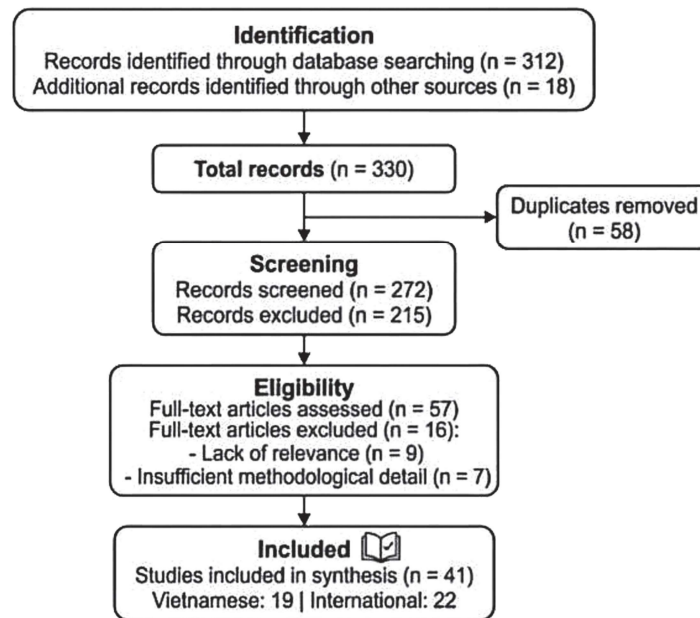 Identification
Records identified through database searching (n = 312)
Additional records identified through other sources (n = 18)
Total records (n = 330)
Duplicates removed
(n = 58)
Screening
Records screened (n = 272)
Records excluded (n = 215)
Eligibility
Full-text articles assessed (n = 57)
Full-text articles excluded (n = 16):
- Lack of relevance (n = 9)
- Insufficient methodological detail (n = 7)
Included
Studies included in synthesis (n = 41)
Vietnamese: 19 | International: 22